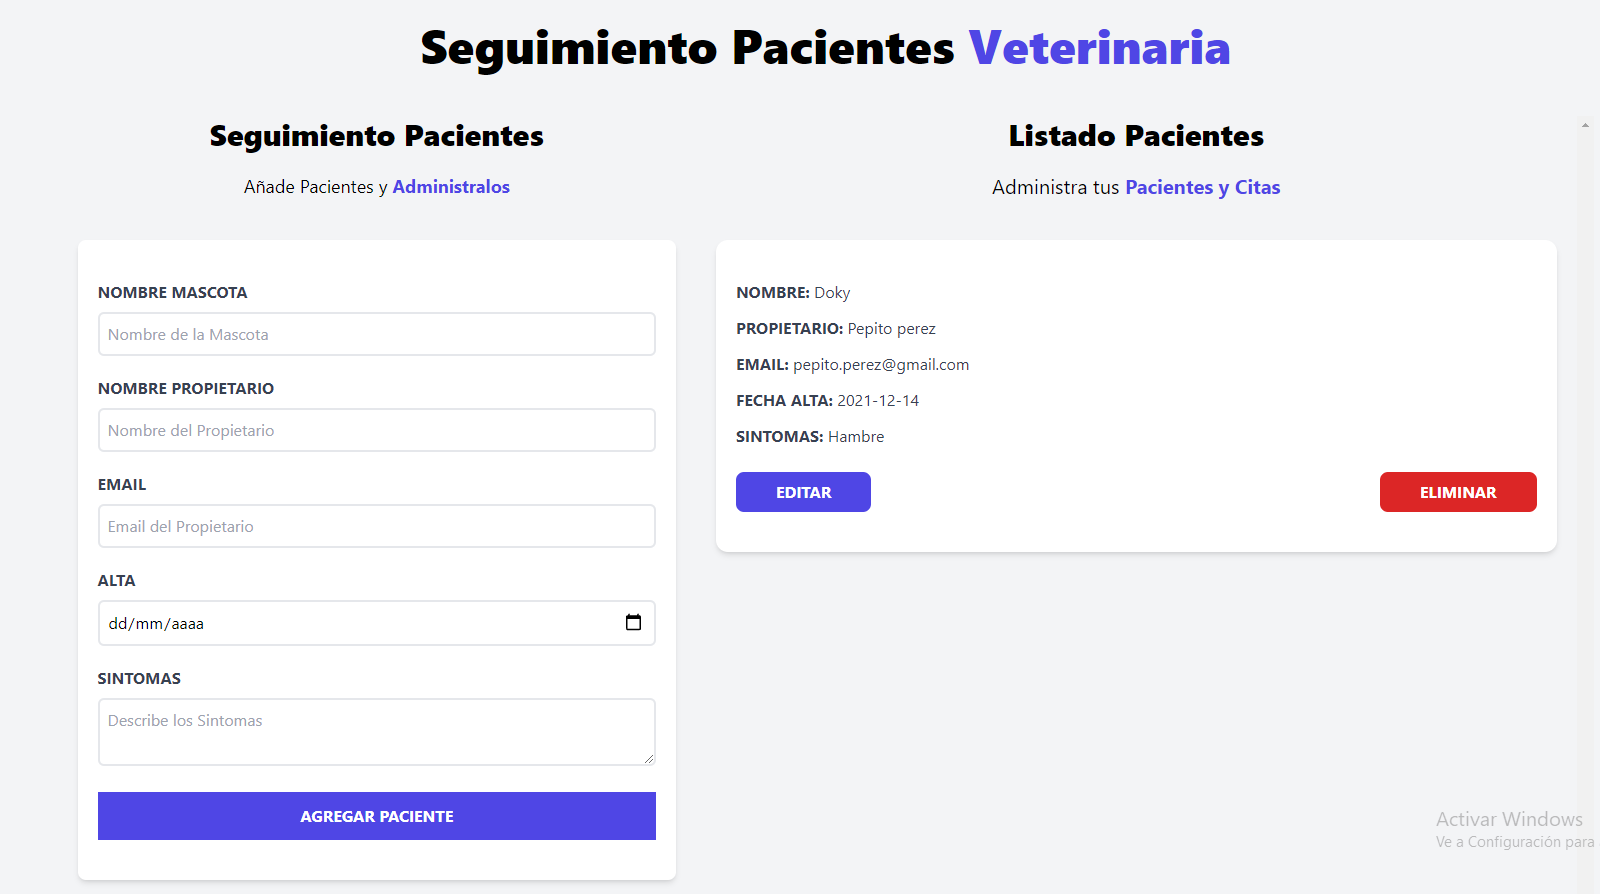 Seguimiento Pacientes Veterinaria
Seguimiento Pacientes
Añade Pacientes y Administralos
NOMBRE MASCOTA
Nombre de la Mascota
NOMBRE PROPIETARIO
Nombre del Propietario
EMAIL
Email del Propietario
ALTA
dd/mm/aaaa
SINTOMAS
Describe los Sintomas
AGREGAR PACIENTE
Listado Pacientes
Administra tus Pacientes y Citas
NOMBRE: Doky
PROPIETARIO: Pepito perez
EMAIL: pepito.perez@gmail.com
FECHA ALTA: 2021-12-14
SINTOMAS: Hambre
EDITAR
ELIMINAR
Activar Windows
Ve a Configuración para